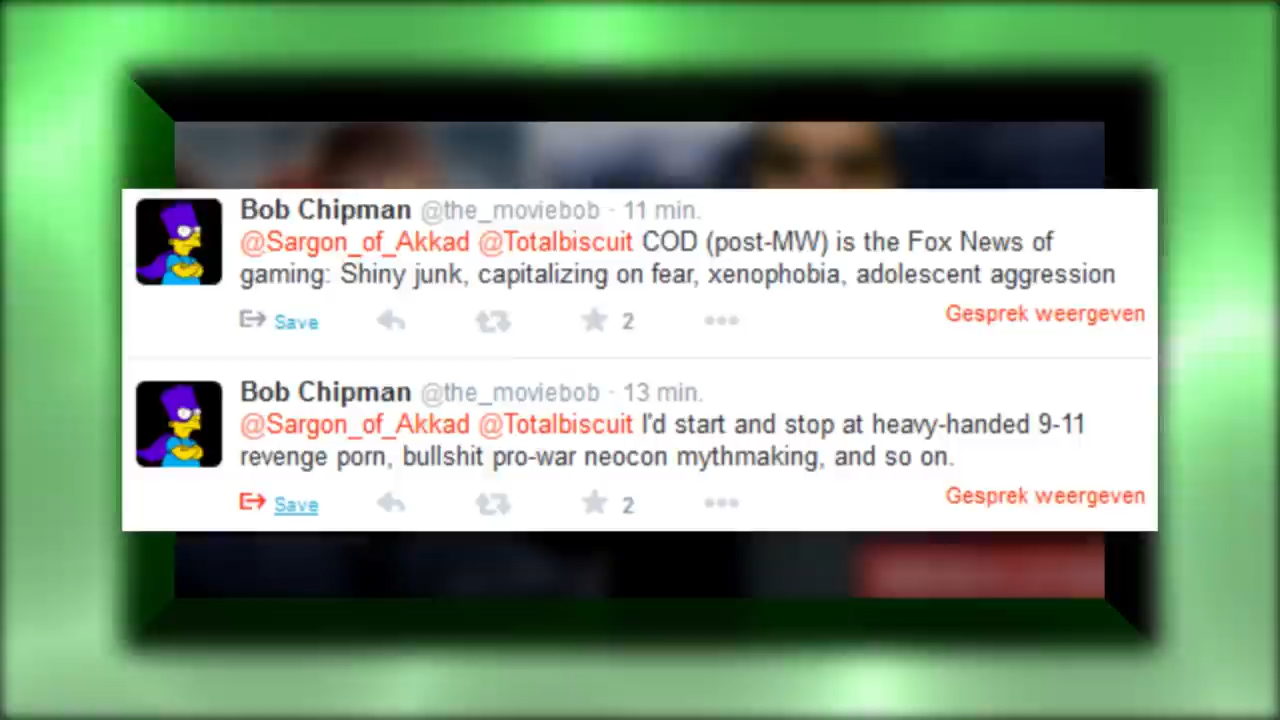 Bob Chipman @the_moviebob · 11 min.
@Sargon_of_Akkad @Totalbiscuit COD (post-MW) is the Fox News of
gaming: Shiny junk, capitalizing on fear, xenophobia, adolescent aggression
Save 2 Gesprek weergeven
Bob Chipman @the_moviebob · 13 min.
@Sargon_of_Akkad @Totalbiscuit I'd start and stop at heavy-handed 9-11
revenge porn, bullshit pro-war neocon mythmaking, and so on.
Save 2 Gesprek weergeven